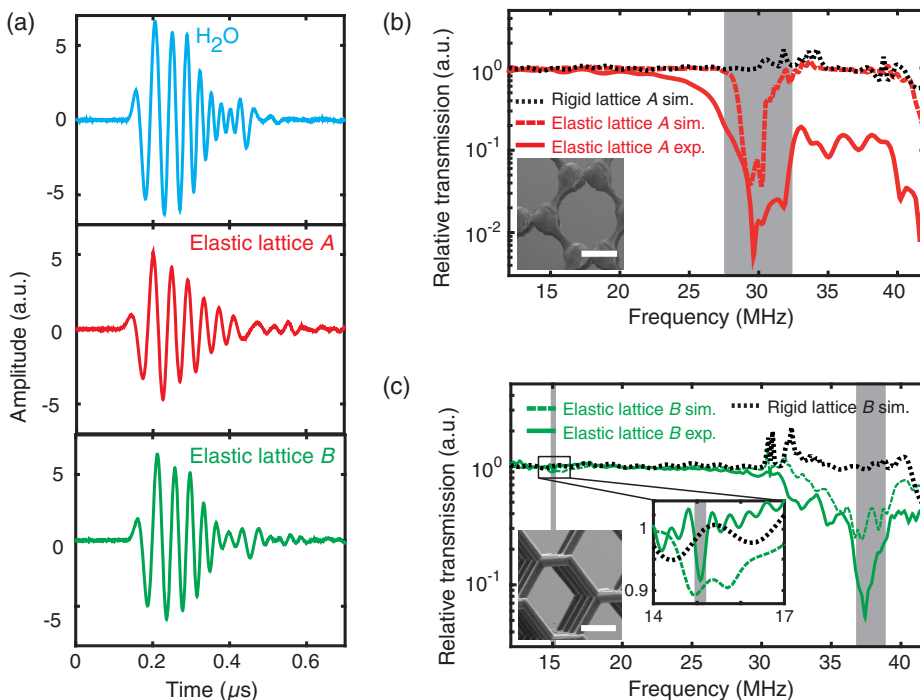 (a)
H2O
5
0
-5
Elastic lattice A
5
0
-5
Elastic lattice B
5
0
-5
Amplitude (a.u.)
0
0.2
0.4
0.6
Time (µs)
(b)
Relative transmission (a.u.)
10^0
10^-1
10^-2
Rigid lattice A sim.
Elastic lattice A sim.
Elastic lattice A exp.
15
20
25
30
35
40
Frequency (MHz)
(c)
Relative transmission (a.u.)
10^0
10^-1
Elastic lattice B sim.
Elastic lattice B exp.
Rigid lattice B sim.
1
0.9
14
17
15
20
25
30
35
40
Frequency (MHz)